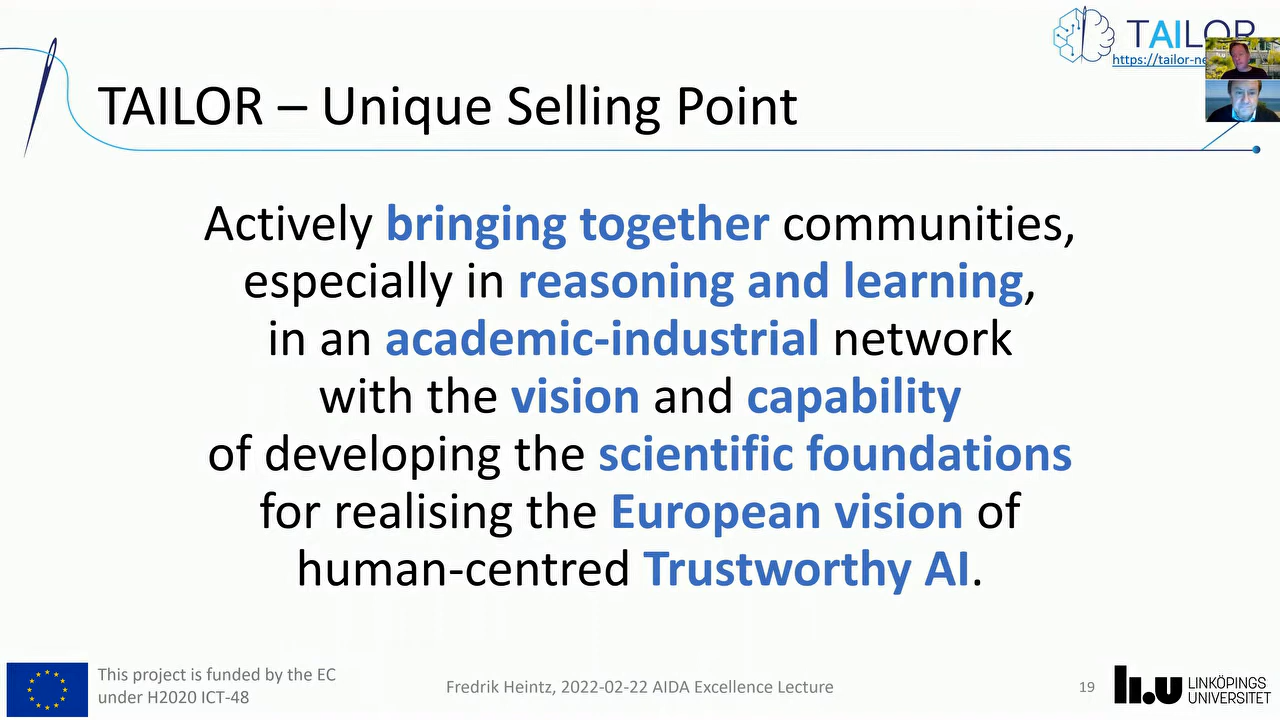 TAILOR
https://tailor-ne
TAILOR – Unique Selling Point
Actively bringing together communities,
especially in reasoning and learning,
in an academic-industrial network
with the vision and capability
of developing the scientific foundations
for realising the European vision of
human-centred Trustworthy AI.
This project is funded by the EC
under H2020 ICT-48
Fredrik Heintz, 2022-02-22 AIDA Excellence Lecture
19
li.u LINKÖPINGS
UNIVERSITET